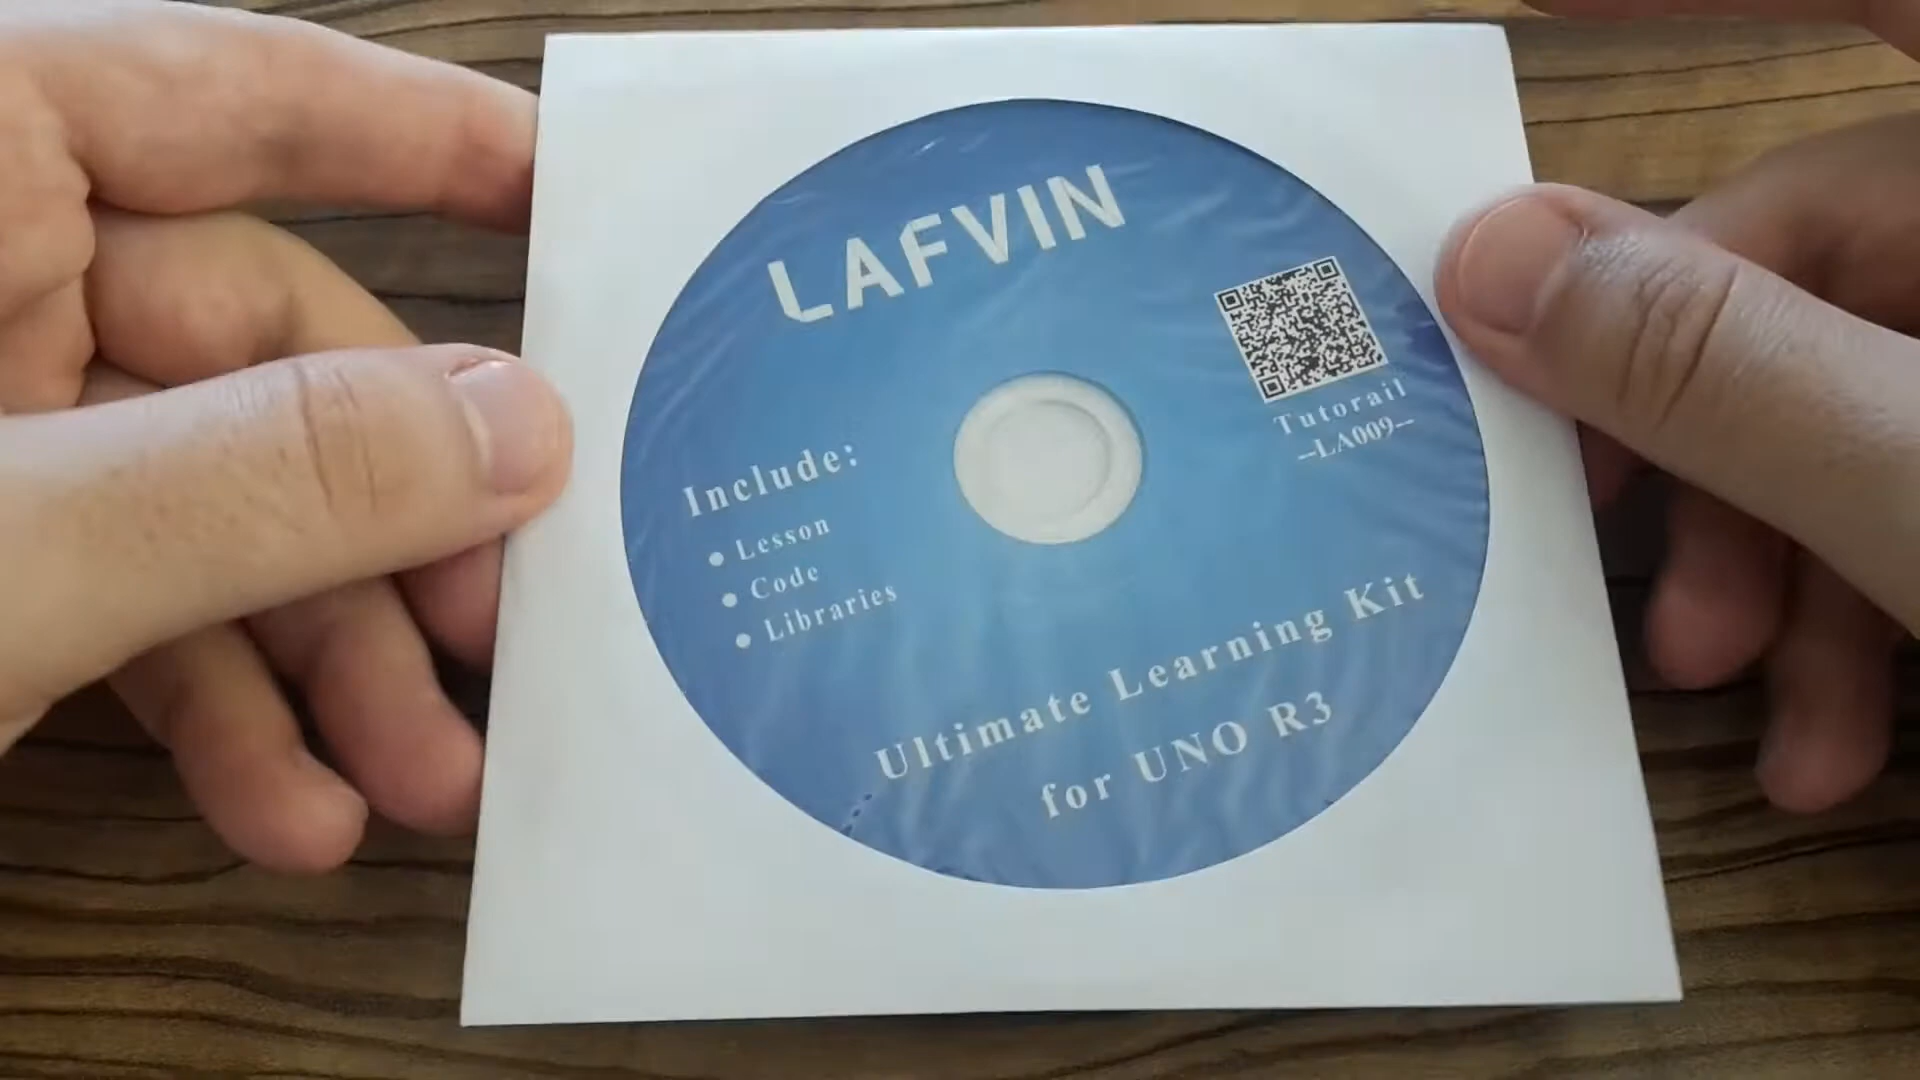 LAFVIN
Tutorail
--LA009--
Include:
● Lesson
● Code
● Libraries
Ultimate Learning Kit
for UNO R3